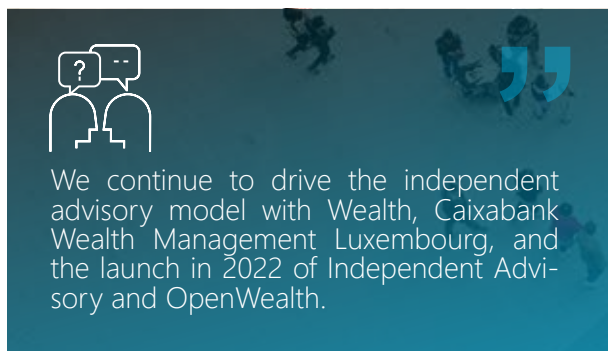 ?
--
”
We continue to drive the independent
advisory model with Wealth, Caixabank
Wealth Management Luxembourg, and
the launch in 2022 of Independent Advi-
sory and OpenWealth.